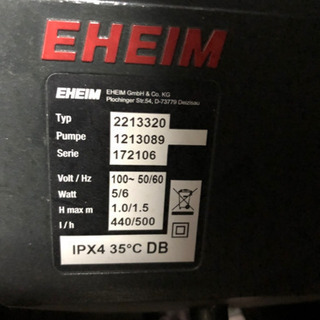 EHEIM
EHEIM EHEIM GmbH & Co. KG
Plochinger Str.54, D-73779 Deizisau
Typ 2213320
Pumpe 1213089
Serie 172106
Volt / Hz 100~ 50/60
Watt 5/6
H max m 1.0/1.5
l / h 440/500
IPX4 35°C DB